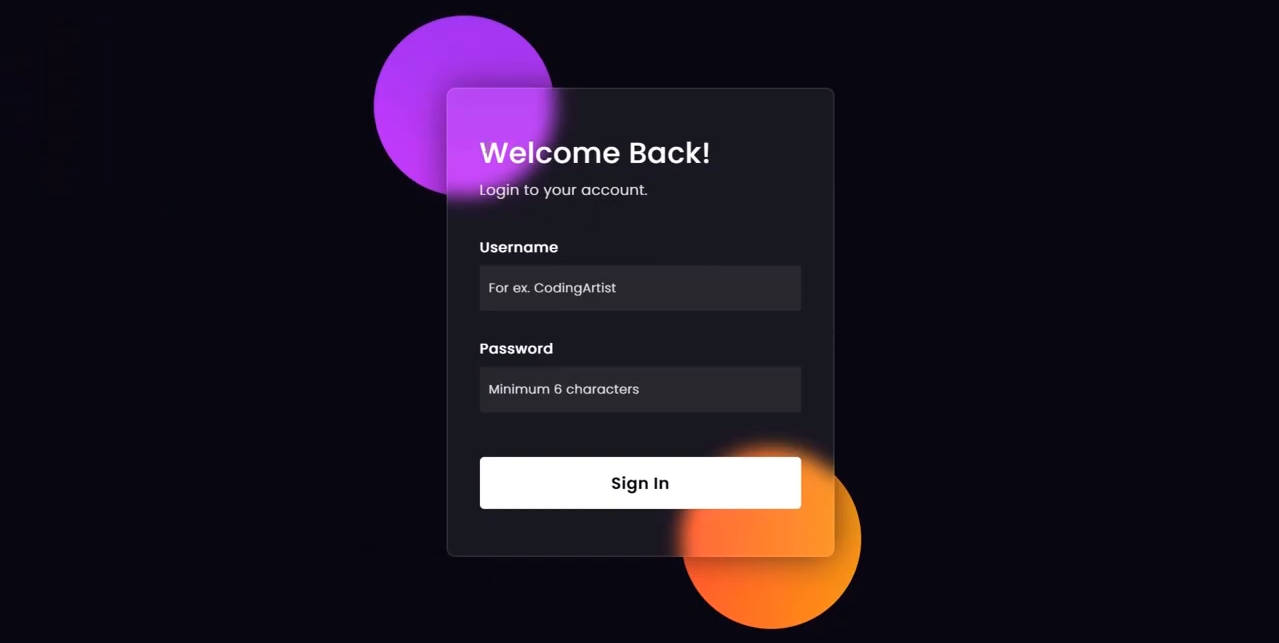 Welcome Back!
Login to your account.
Username
For ex. CodingArtist
Password
Minimum 6 characters
Sign In